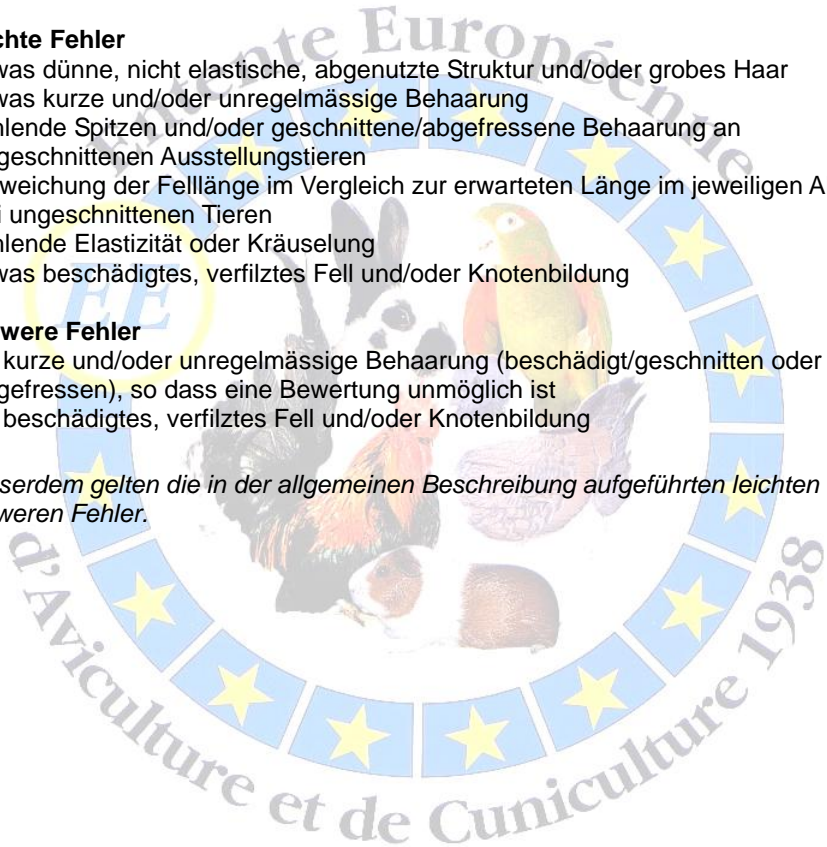 chte Fehler
was dünne, nicht elastische, abgenutzte Struktur und/oder grobes Haar
was kurze und/oder unregelmässige Behaarung
hlende Spitzen und/oder geschnittene/abgefressene Behaarung an
geschnittenen Ausstellungstieren
weichung der Felllänge im Vergleich zur erwarteten Länge im jeweiligen A
i ungeschnittenen Tieren
hlende Elastizität oder Kräuselung
was beschädigtes, verfilztes Fell und/oder Knotenbildung
were Fehler
kurze und/oder unregelmässige Behaarung (beschädigt/geschnitten oder
gefressen), so dass eine Bewertung unmöglich ist
beschädigtes, verfilztes Fell und/oder Knotenbildung
serdem gelten die in der allgemeinen Beschreibung aufgeführten leichten
weren Fehler.
Entente Européenne
EE
d'Aviculture et de Cuniculture 1938